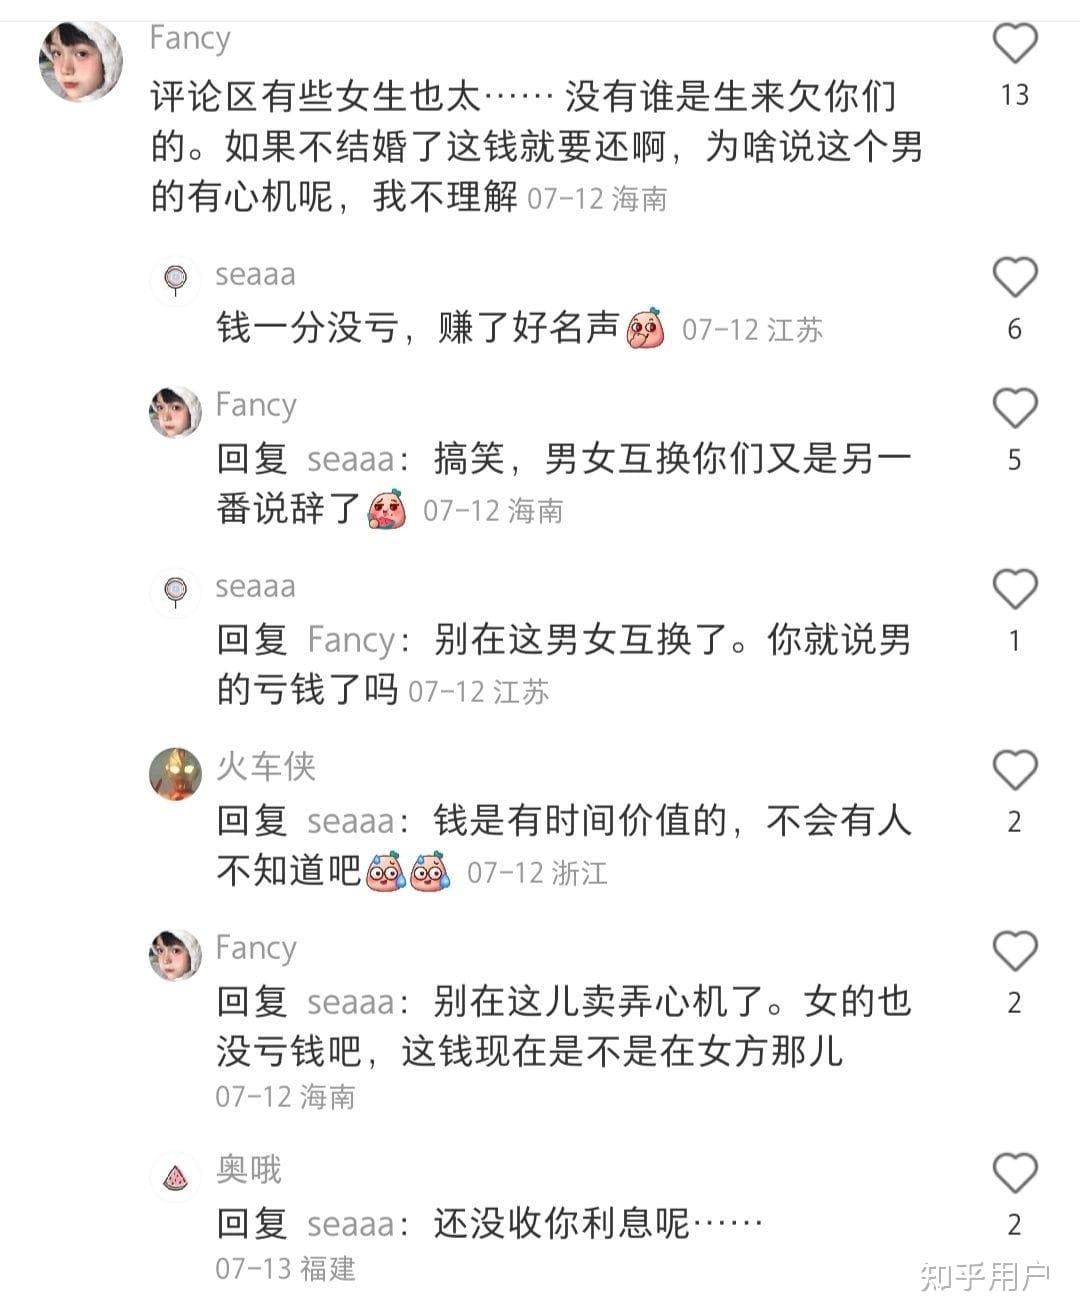 Fancy
评论区有些女生也太······ 没有谁是生来欠你们
的。如果不结婚了这钱就要还啊，为啥说这个男
的有心机呢，我不理解 07-12 海南
13
seaaa
钱一分没亏，赚了好名声 07-12 江苏
6
Fancy
回复 seaaa：搞笑，男女互换你们又是另一
番说辞了 07-12 海南
5
seaaa
回复 Fancy：别在这男女互换了。你就说男
的亏钱了吗 07-12 江苏
1
火车侠
回复 seaaa：钱是有时间价值的，不会有人
不知道吧 07-12 浙江
2
Fancy
回复 seaaa：别在这儿卖弄心机了。女的也
没亏钱吧，这钱现在是不是在女方那儿
07-12 海南
2
奥哦
回复 seaaa：还没收你利息呢······
07-13 福建
2
知乎用户